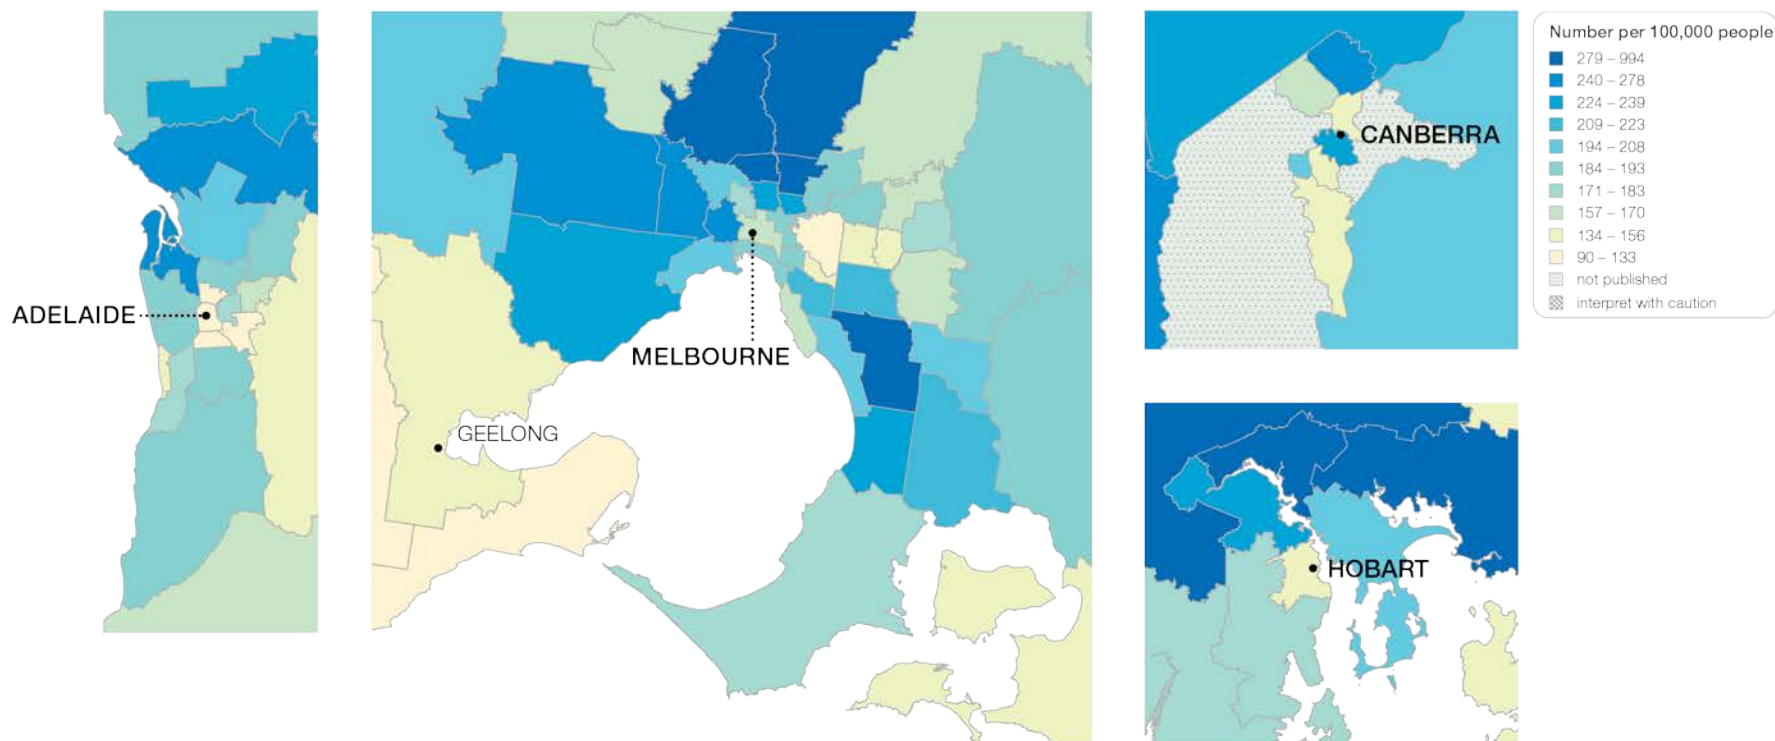 ADELAIDE
MELBOURNE
GEELONG
CANBERRA
HOBART
Number per 100,000 people
279 – 994
240 – 278
224 – 239
209 – 223
194 – 208
184 – 193
171 – 183
157 – 170
134 – 156
90 – 133
not published
interpret with caution